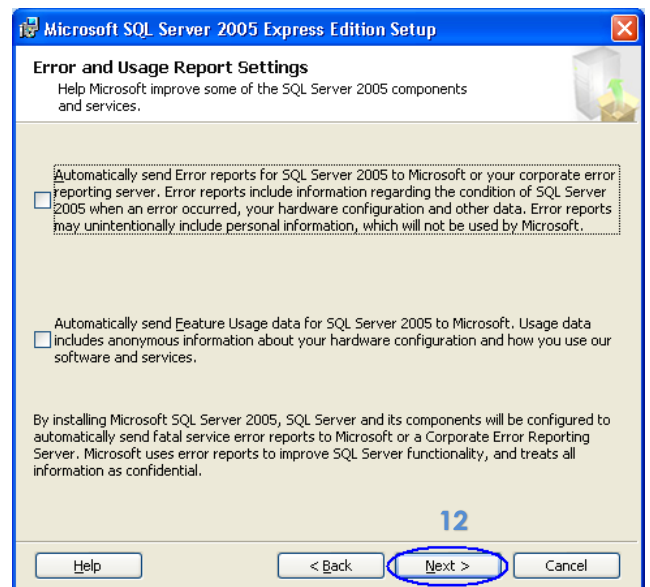 Microsoft SQL Server 2005 Express Edition Setup
Error and Usage Report Settings
Help Microsoft improve some of the SQL Server 2005 components
and services.
Automatically send Error reports for SQL Server 2005 to Microsoft or your corporate error
reporting server. Error reports include information regarding the condition of SQL Server
2005 when an error occurred, your hardware configuration and other data. Error reports
may unintentionally include personal information, which will not be used by Microsoft.
Automatically send Feature Usage data for SQL Server 2005 to Microsoft. Usage data
includes anonymous information about your hardware configuration and how you use our
software and services.
By installing Microsoft SQL Server 2005, SQL Server and its components will be configured to
automatically send fatal service error reports to Microsoft or a Corporate Error Reporting
Server. Microsoft uses error reports to improve SQL Server functionality, and treats all
information as confidential.
12
Help < Back Next > Cancel